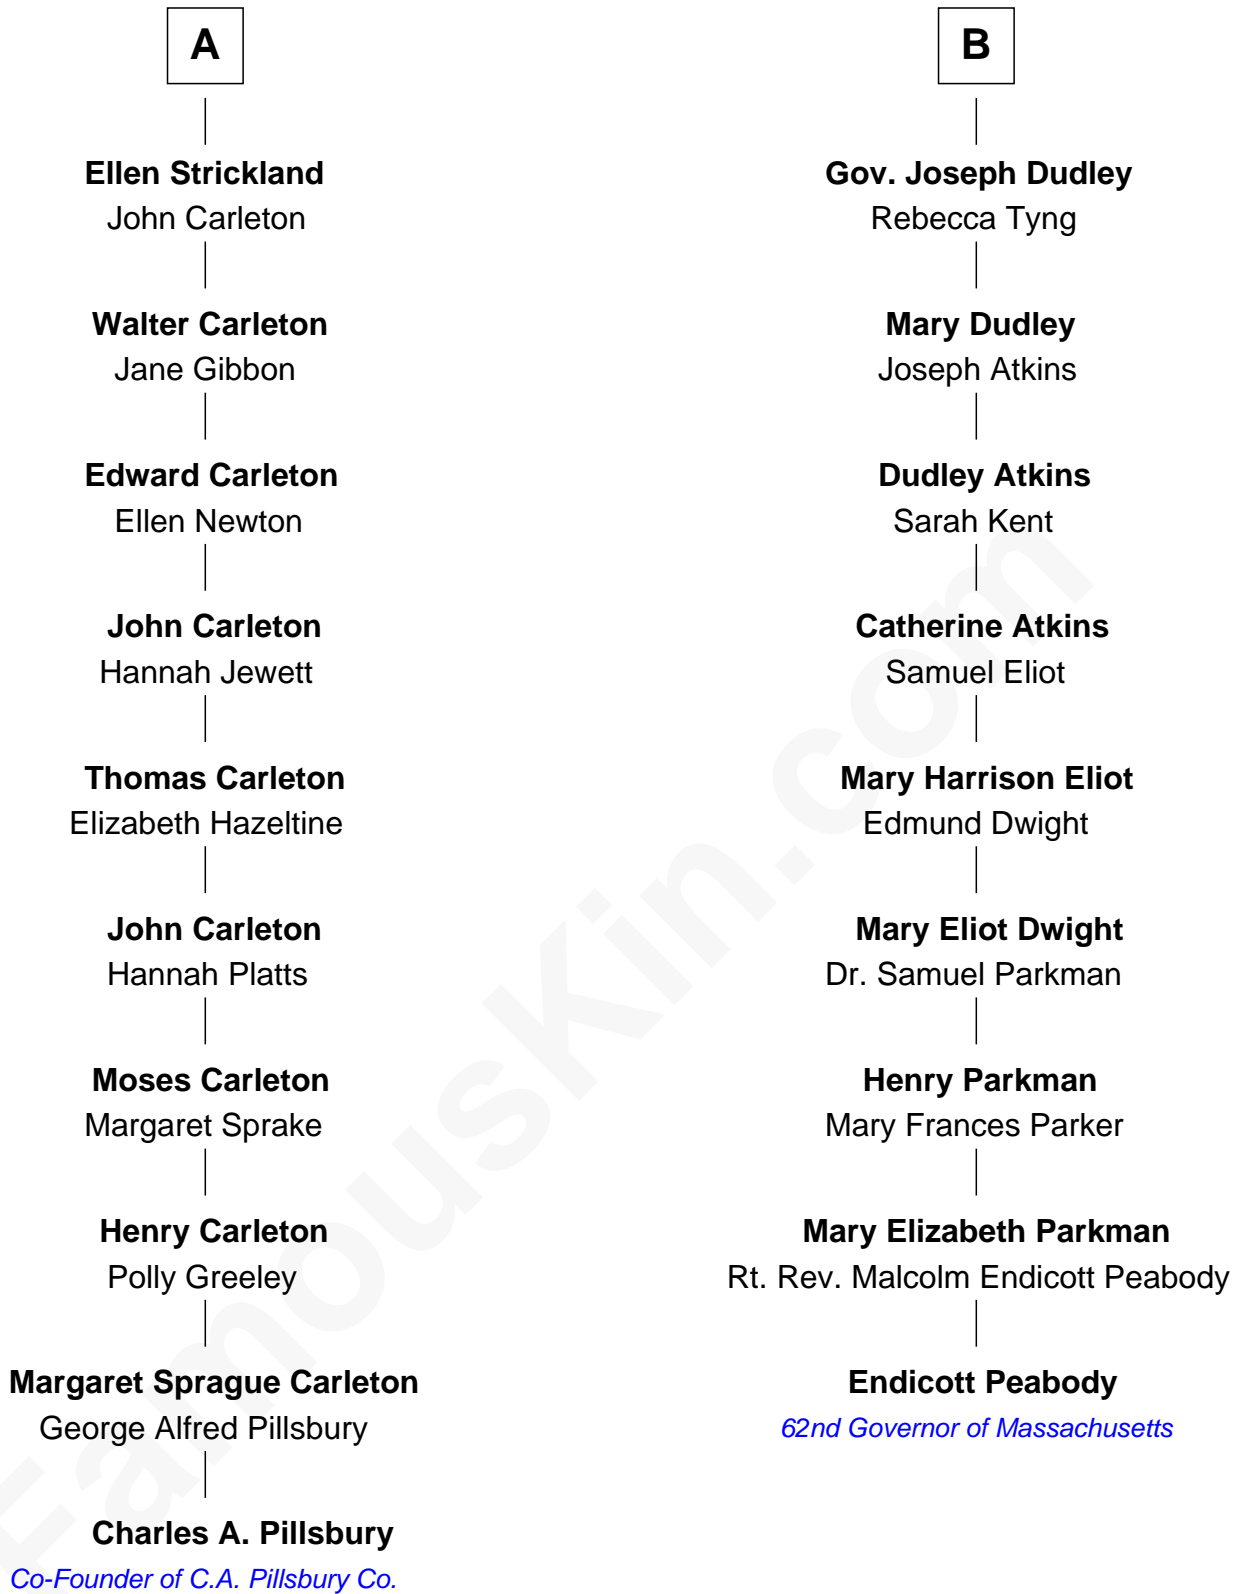 A
Ellen Strickland
John Carleton
Walter Carleton
Jane Gibbon
Edward Carleton
Ellen Newton
John Carleton
Hannah Jewett
Thomas Carleton
Elizabeth Hazeltine
John Carleton
Hannah Platts
Moses Carleton
Margaret Sprake
Henry Carleton
Polly Greeley
Margaret Sprague Carleton
George Alfred Pillsbury
Charles A. Pillsbury
Co-Founder of C.A. Pillsbury Co.
B
Gov. Joseph Dudley
Rebecca Tyng
Mary Dudley
Joseph Atkins
Dudley Atkins
Sarah Kent
Catherine Atkins
Samuel Eliot
Mary Harrison Eliot
Edmund Dwight
Mary Eliot Dwight
Dr. Samuel Parkman
Henry Parkman
Mary Frances Parker
Mary Elizabeth Parkman
Rt. Rev. Malcolm Endicott Peabody
Endicott Peabody
62nd Governor of Massachusetts
FamousKin.com